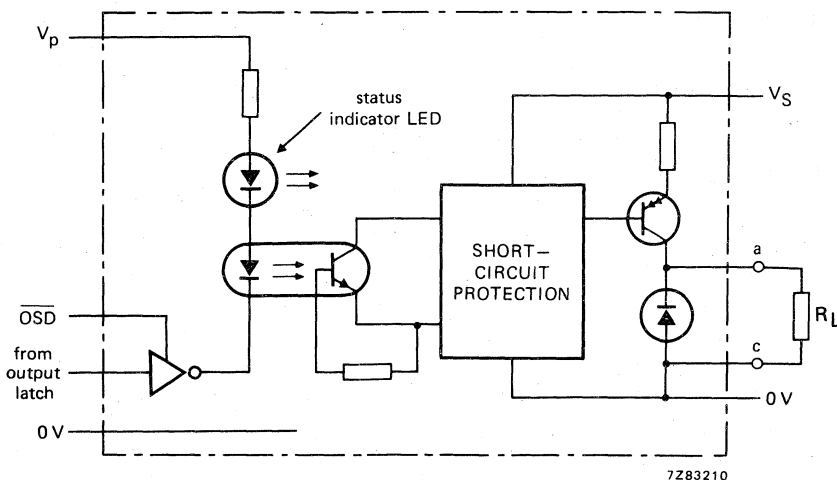 Vp
status
indicator LED
VS
SHORT-
CIRCUIT
PROTECTION
a
RL
c
OSD
from
output
latch
0 V
0 V
7Z83210